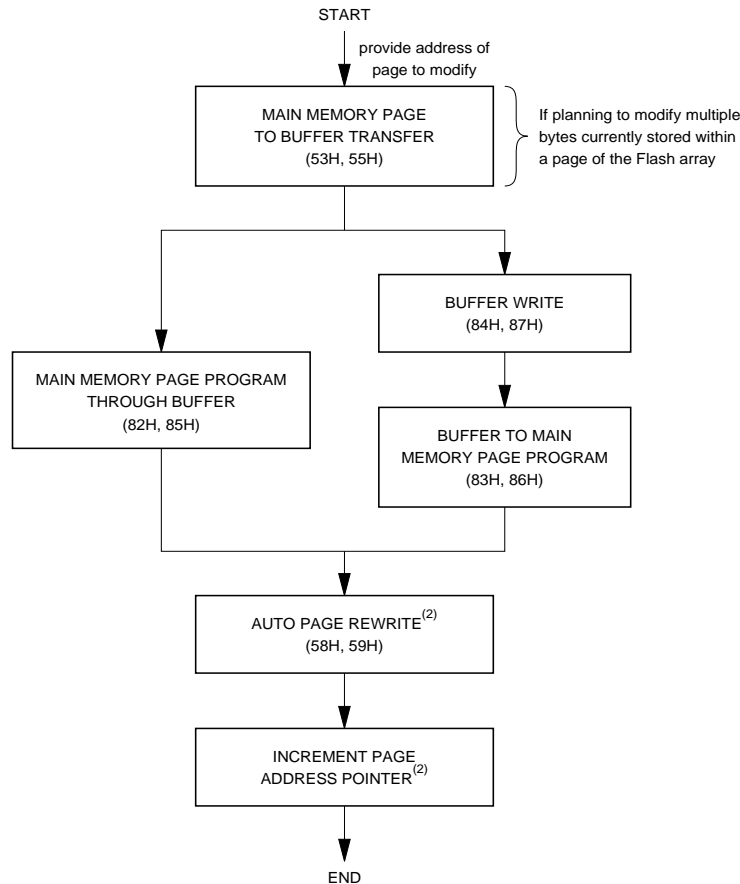 START
provide address of
page to modify
MAIN MEMORY PAGE
TO BUFFER TRANSFER
(53H, 55H)
If planning to modify multiple
bytes currently stored within
a page of the Flash array
BUFFER WRITE
(84H, 87H)
MAIN MEMORY PAGE PROGRAM
THROUGH BUFFER
(82H, 85H)
BUFFER TO MAIN
MEMORY PAGE PROGRAM
(83H, 86H)
AUTO PAGE REWRITE(2)
(58H, 59H)
INCREMENT PAGE
ADDRESS POINTER(2)
END